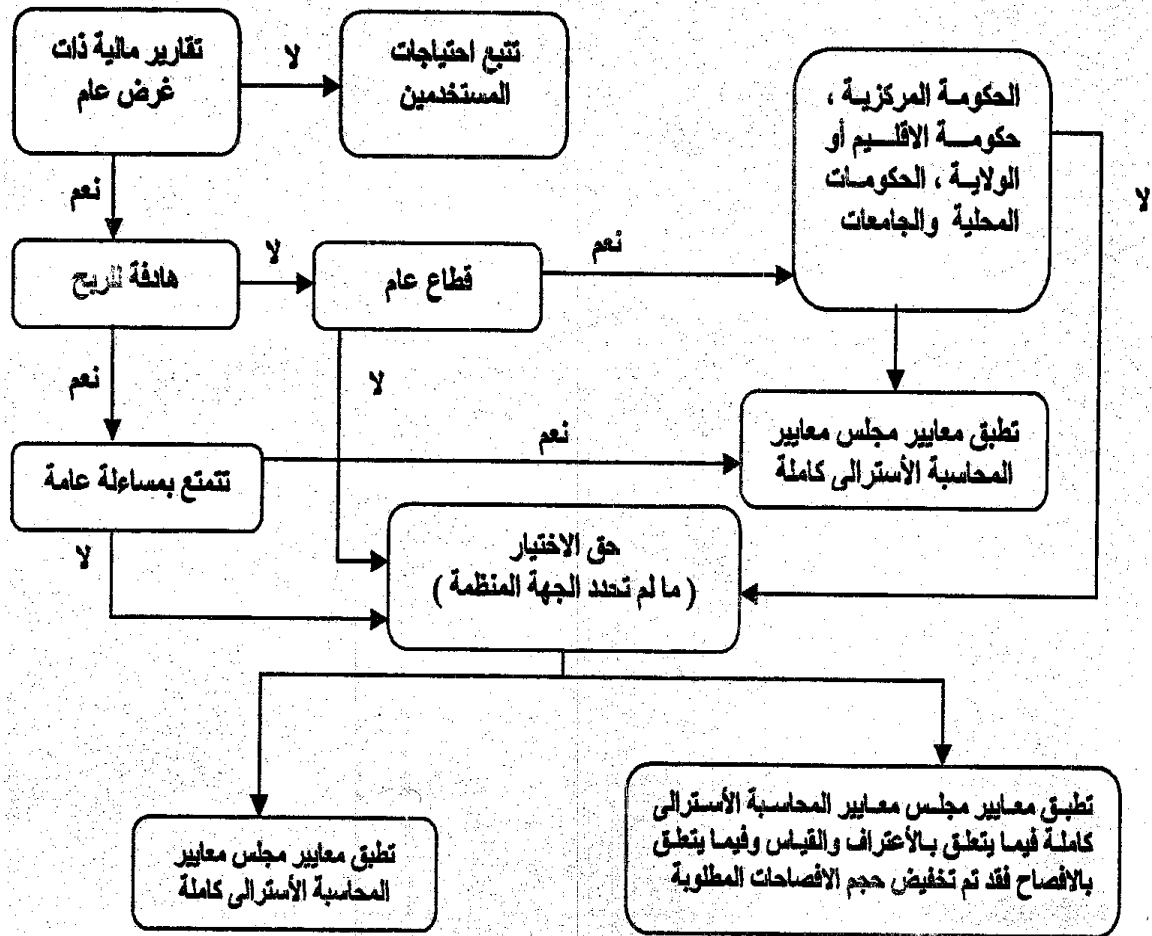 تقارير مالية ذات
غرض عام
لا
تتبع احتياجات
المستخدمين
الحكومة المركزية ،
حكومة الاقليم أو
الولاية ، الحكومات
المحلية والجامعات
لا
نعم
هادفة للربح
لا
قطاع عام
نعم
نعم
لا
تتمتع بمساءلة عامة
نعم
تطبق معايير مجلس معايير
المحاسبة الأسترالى كاملة
لا
حق الاختيار
( ما لم تحدد الجهة المنظمة )
تطبق معايير مجلس معايير المحاسبة الأسترالى
كاملة فيما يتعلق بالأعتراف والقياس وفيما يتعلق
بالافصاح فقد تم تخفيض حجم الافصاحات المطلوبة
تطبق معايير مجلس معايير
المحاسبة الأسترالى كاملة